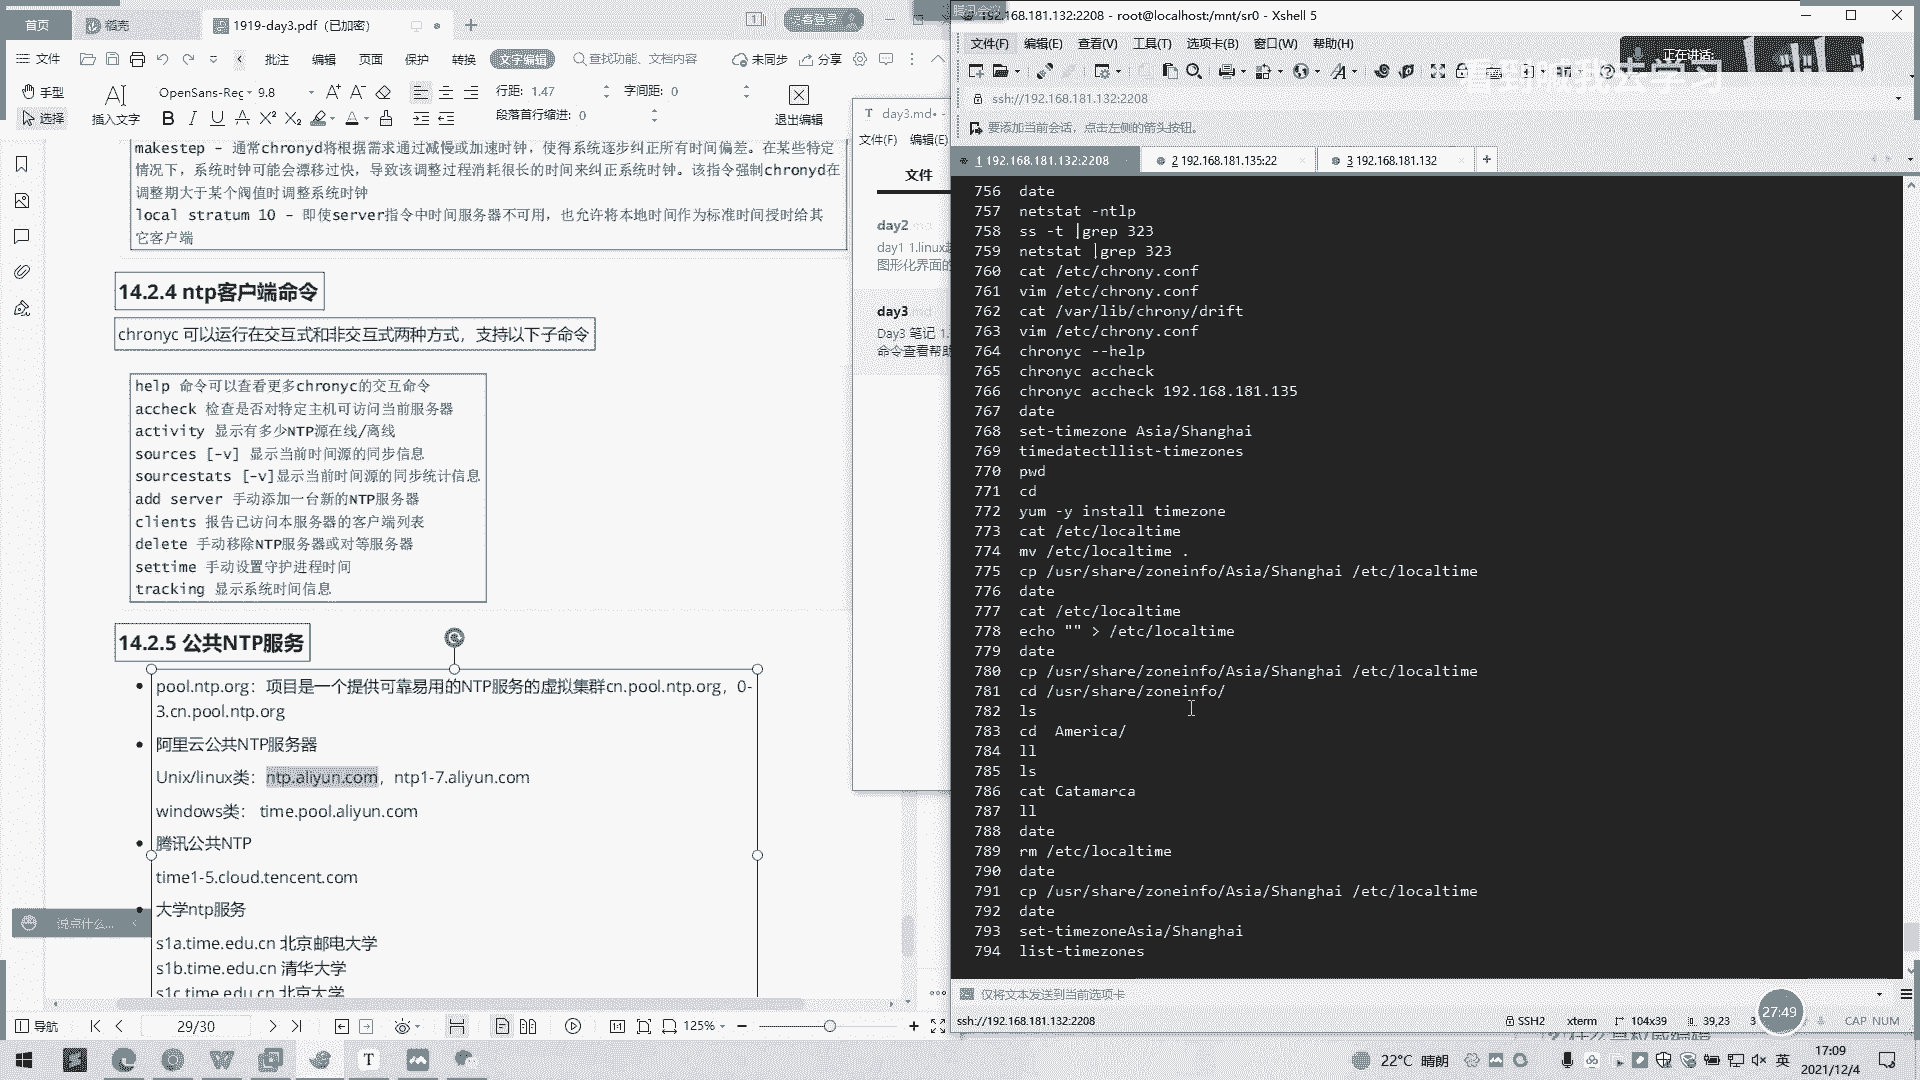 首页
稻壳
1919-day3.pdf（已加密）
访客登录
文件
批注
编辑
页面
保护
转换
文字编辑
查找功能、文档内容
未同步
分享
手型
选择
插入文字
OpenSans-Reg
9.8
行距: 1.47
字间距: 0
段落首行缩进: 0
退出编辑
makestep - 通常chronyd将根据需求通过减慢或加速时钟，使得系统逐步纠正所有时间偏差。在某些特定
情况下，系统时钟可能会漂移过快，导致该调整过程消耗很长的时间来纠正系统时钟。该指令强制chronyd在
调整期大于某个阀值时调整系统时钟
local stratum 10 - 即使server指令中时间服务器不可用，也允许将本地时间作为标准时间授时给其
它客户端
14.2.4 ntp客户端命令
chronyc 可以运行在交互式和非交互式两种方式，支持以下子命令
help 命令可以查看更多chronyc的交互命令
accheck 检查是否对特定主机可访问当前服务器
activity 显示有多少NTP源在线/离线
sources [-v] 显示当前时间源的同步信息
sourcestats [-v]显示当前时间源的同步统计信息
add server 手动添加一台新的NTP服务器
clients 报告已访问本服务器的客户端列表
delete 手动移除NTP服务器或对等服务器
settime 手动设置守护进程时间
tracking 显示系统时间信息
14.2.5 公共NTP服务
pool.ntp.org：项目是一个提供可靠易用的NTP服务的虚拟集群cn.pool.ntp.org，0-
3.cn.pool.ntp.org
阿里云公共NTP服务器
Unix/linux类：ntp.aliyun.com，ntp1-7.aliyun.com
windows类： time.pool.aliyun.com
腾讯公共NTP
time1-5.cloud.tencent.com
大学ntp服务
s1a.time.edu.cn 北京邮电大学
s1b.time.edu.cn 清华大学
s1c.time.edu.cn 北京大学
说点什么...
导航
29/30
125%
day3.md
文件(F) 编辑(E)
文件
day2
day1 1.linux
图形化界面的
day3
Day3 笔记 1.
命令查看帮助
腾讯会议
192.168.181.132:2208 - root@localhost:/mnt/sr0 - Xshell 5
文件(F) 编辑(E) 查看(V) 工具(T) 选项卡(B) 窗口(W) 帮助(H)
正在讲话:
看到呢我去学习
ssh://192.168.181.132:2208
要添加当前会话，点击左侧的箭头按钮。
1 192.168.181.132:2208
2 192.168.181.135:22
3 192.168.181.132
756 date
757 netstat -ntlp
758 ss -t |grep 323
759 netstat |grep 323
760 cat /etc/chrony.conf
761 vim /etc/chrony.conf
762 cat /var/lib/chrony/drift
763 vim /etc/chrony.conf
764 chronyc --help
765 chronyc accheck
766 chronyc accheck 192.168.181.135
767 date
768 set-timezone Asia/Shanghai
769 timedatectllist-timezones
770 pwd
771 cd
772 yum -y install timezone
773 cat /etc/localtime
774 mv /etc/localtime .
775 cp /usr/share/zoneinfo/Asia/Shanghai /etc/localtime
776 date
777 cat /etc/localtime
778 echo "" > /etc/localtime
779 date
780 cp /usr/share/zoneinfo/Asia/Shanghai /etc/localtime
781 cd /usr/share/zoneinfo/
782 ls
783 cd  America/
784 ll
785 ls
786 cat Catamarca
787 ll
788 date
789 rm /etc/localtime
790 date
791 cp /usr/share/zoneinfo/Asia/Shanghai /etc/localtime
792 date
793 set-timezoneAsia/Shanghai
794 list-timezones
仅将文本发送到当前选项卡
ssh://192.168.181.132:2208
SSH2
xterm
104x39
39,23
27:49
CAP NUM
22°C 晴朗
英
17:09
2021/12/4